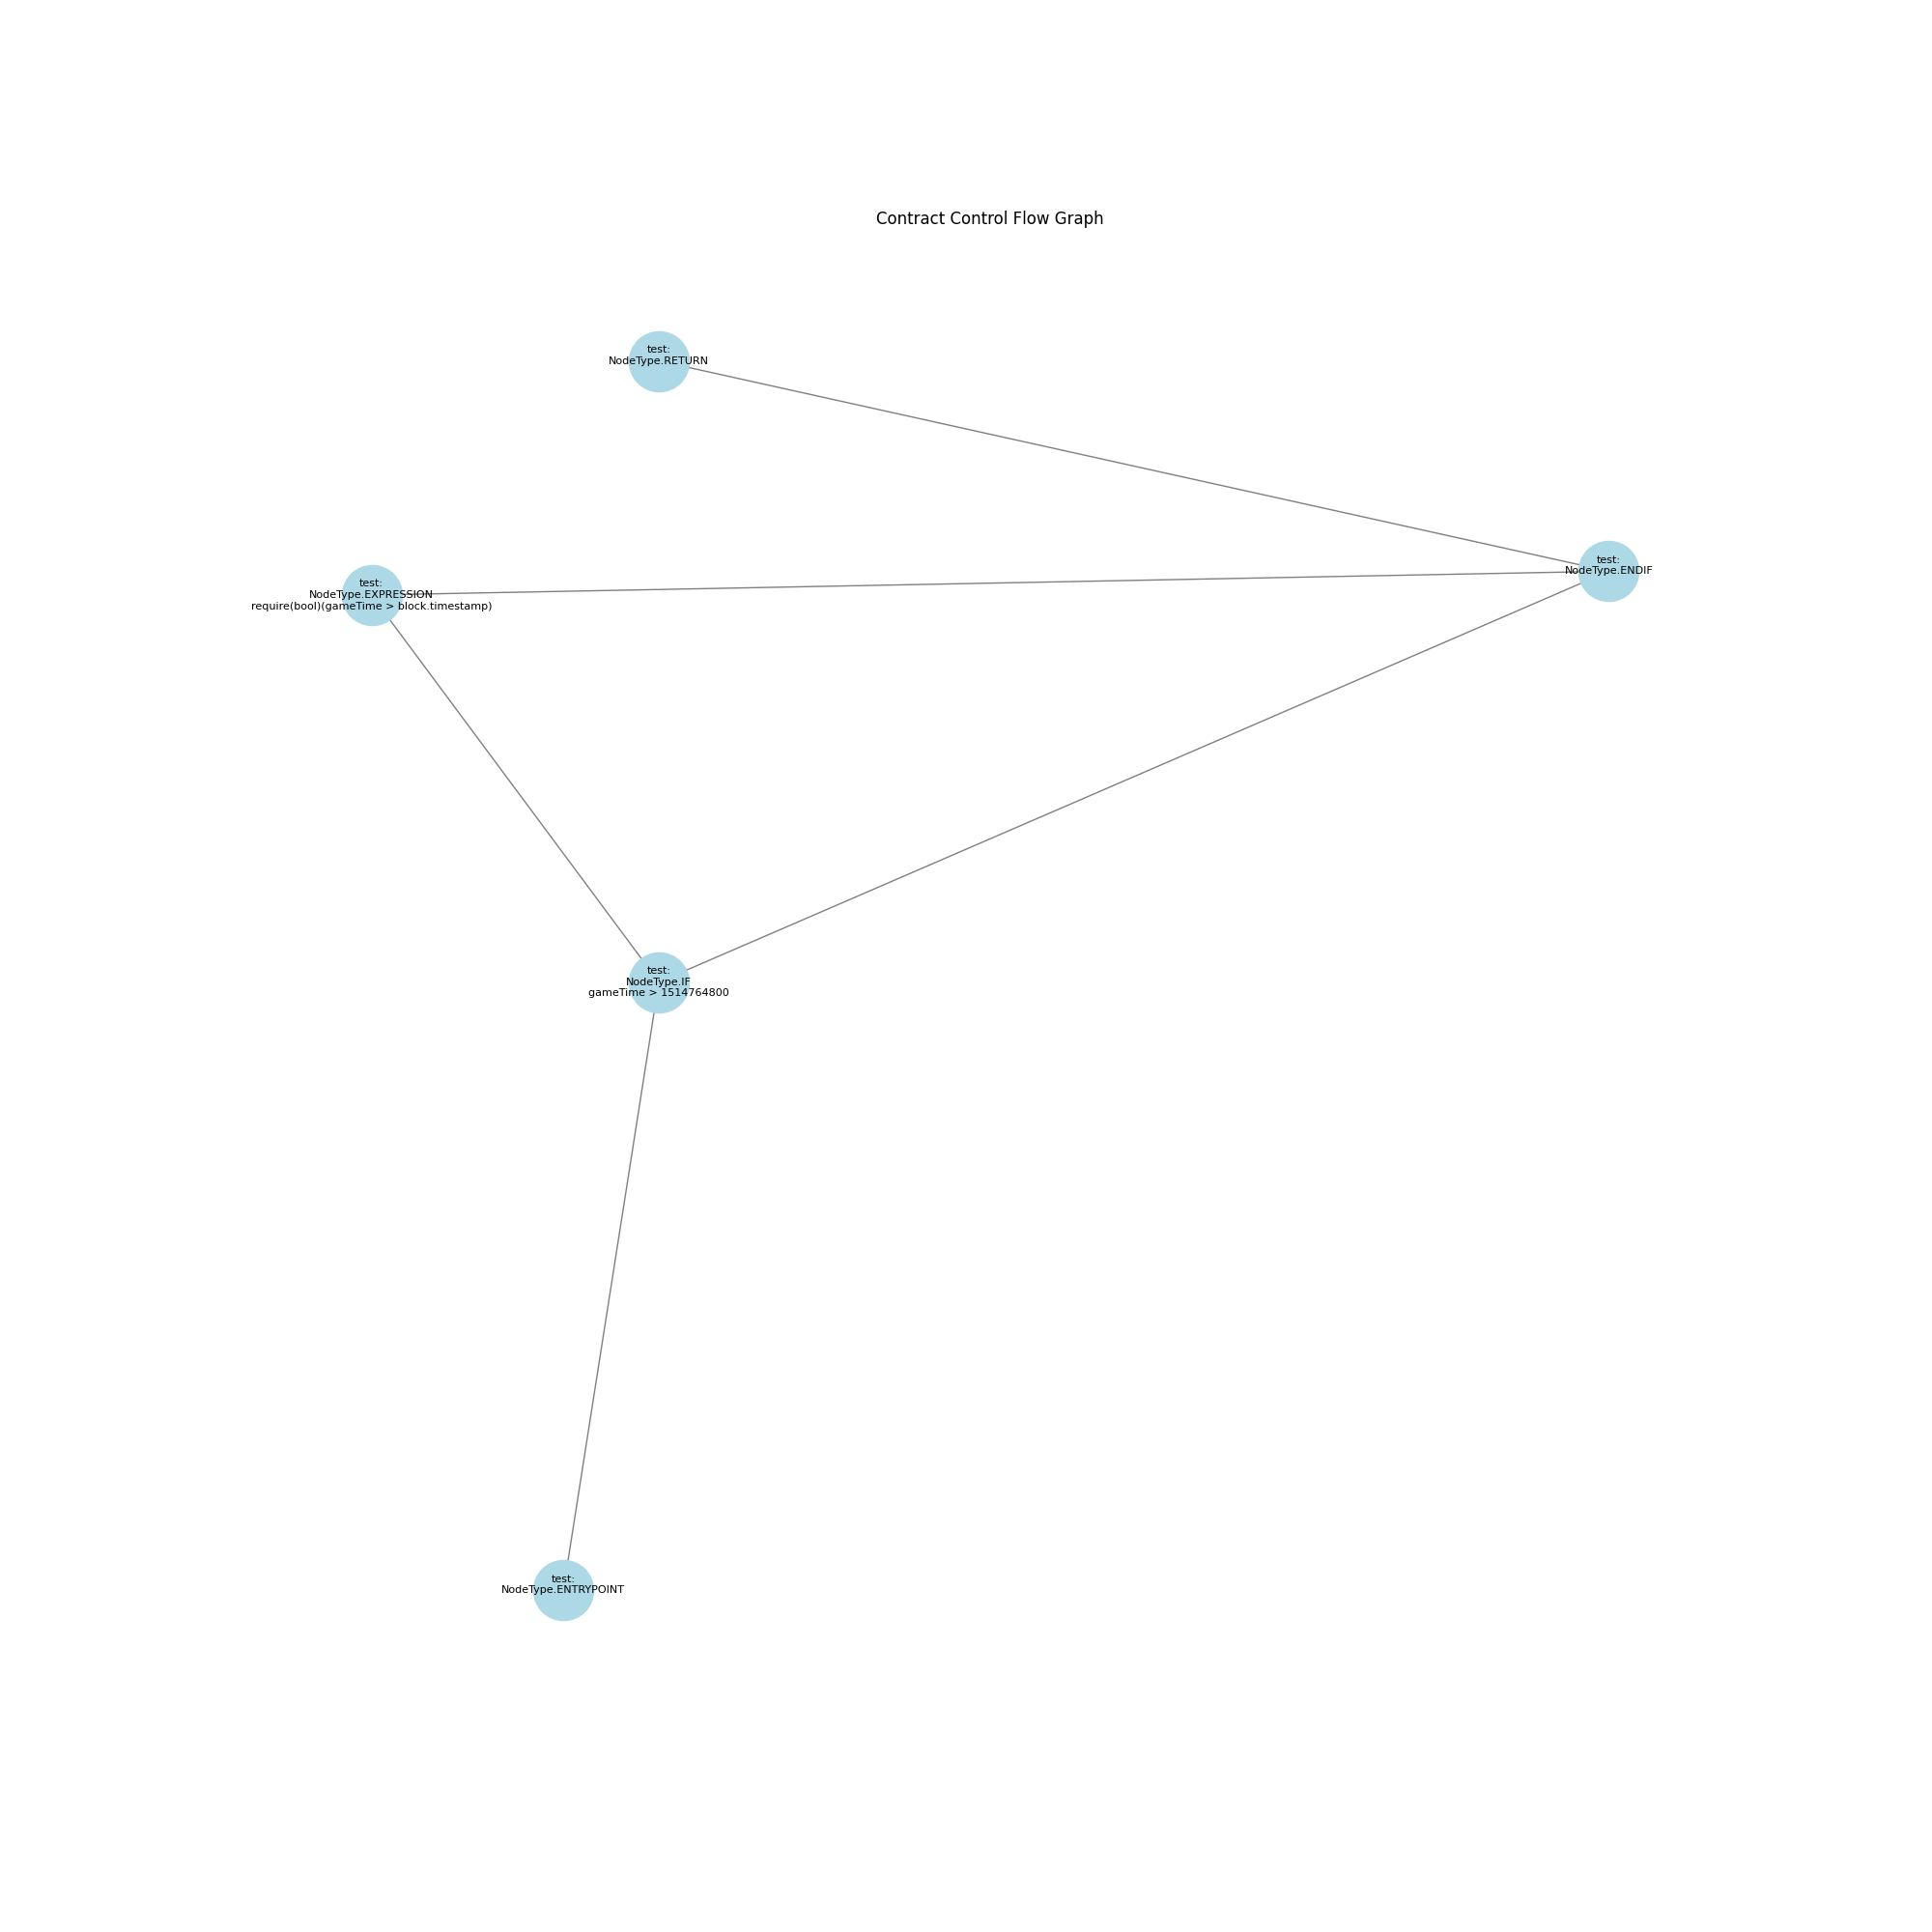 Contract Control Flow Graph
test:
NodeType.RETURN
test:
NodeType.ENDIF
test:
NodeType.EXPRESSION
require(bool)(gameTime > block.timestamp)
test:
NodeType.IF
gameTime > 1514764800
test:
NodeType.ENTRYPOINT